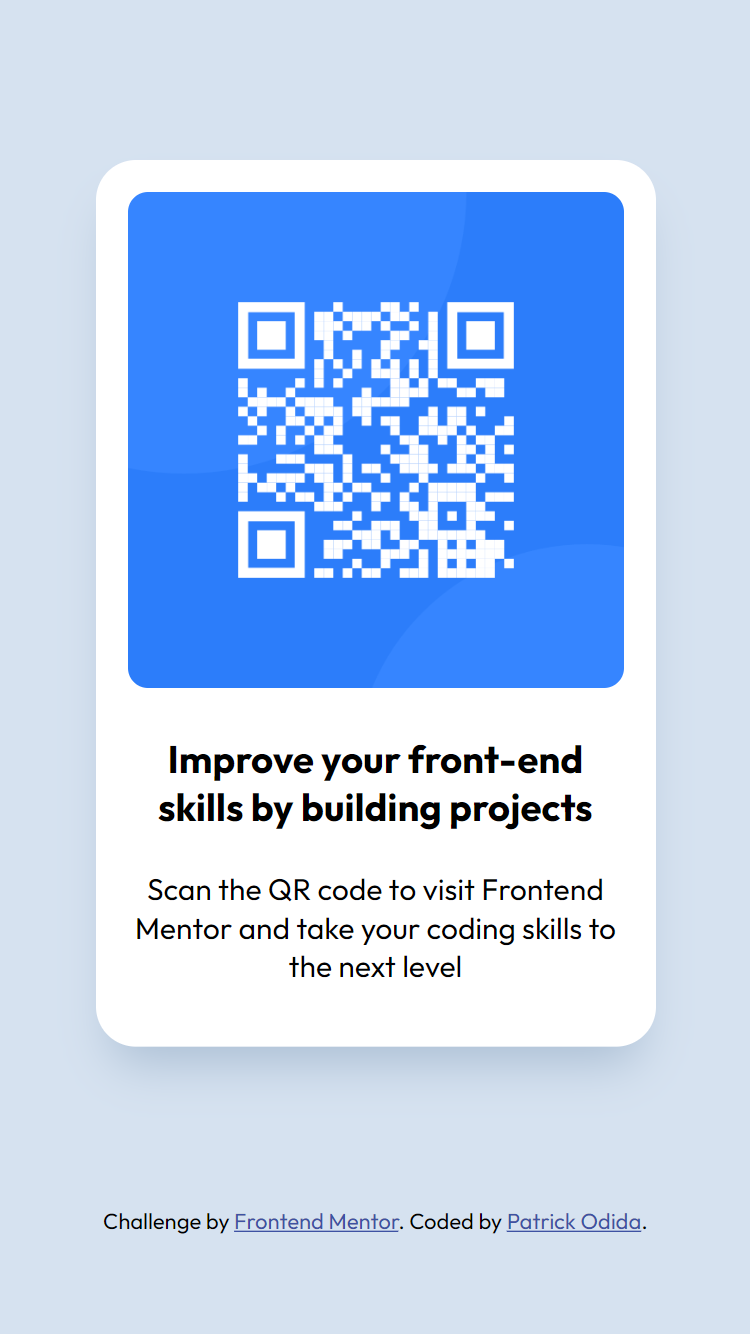 Improve your front-end
skills by building projects
Scan the QR code to visit Frontend
Mentor and take your coding skills to
the next level
Challenge by Frontend Mentor. Coded by Patrick Odida.